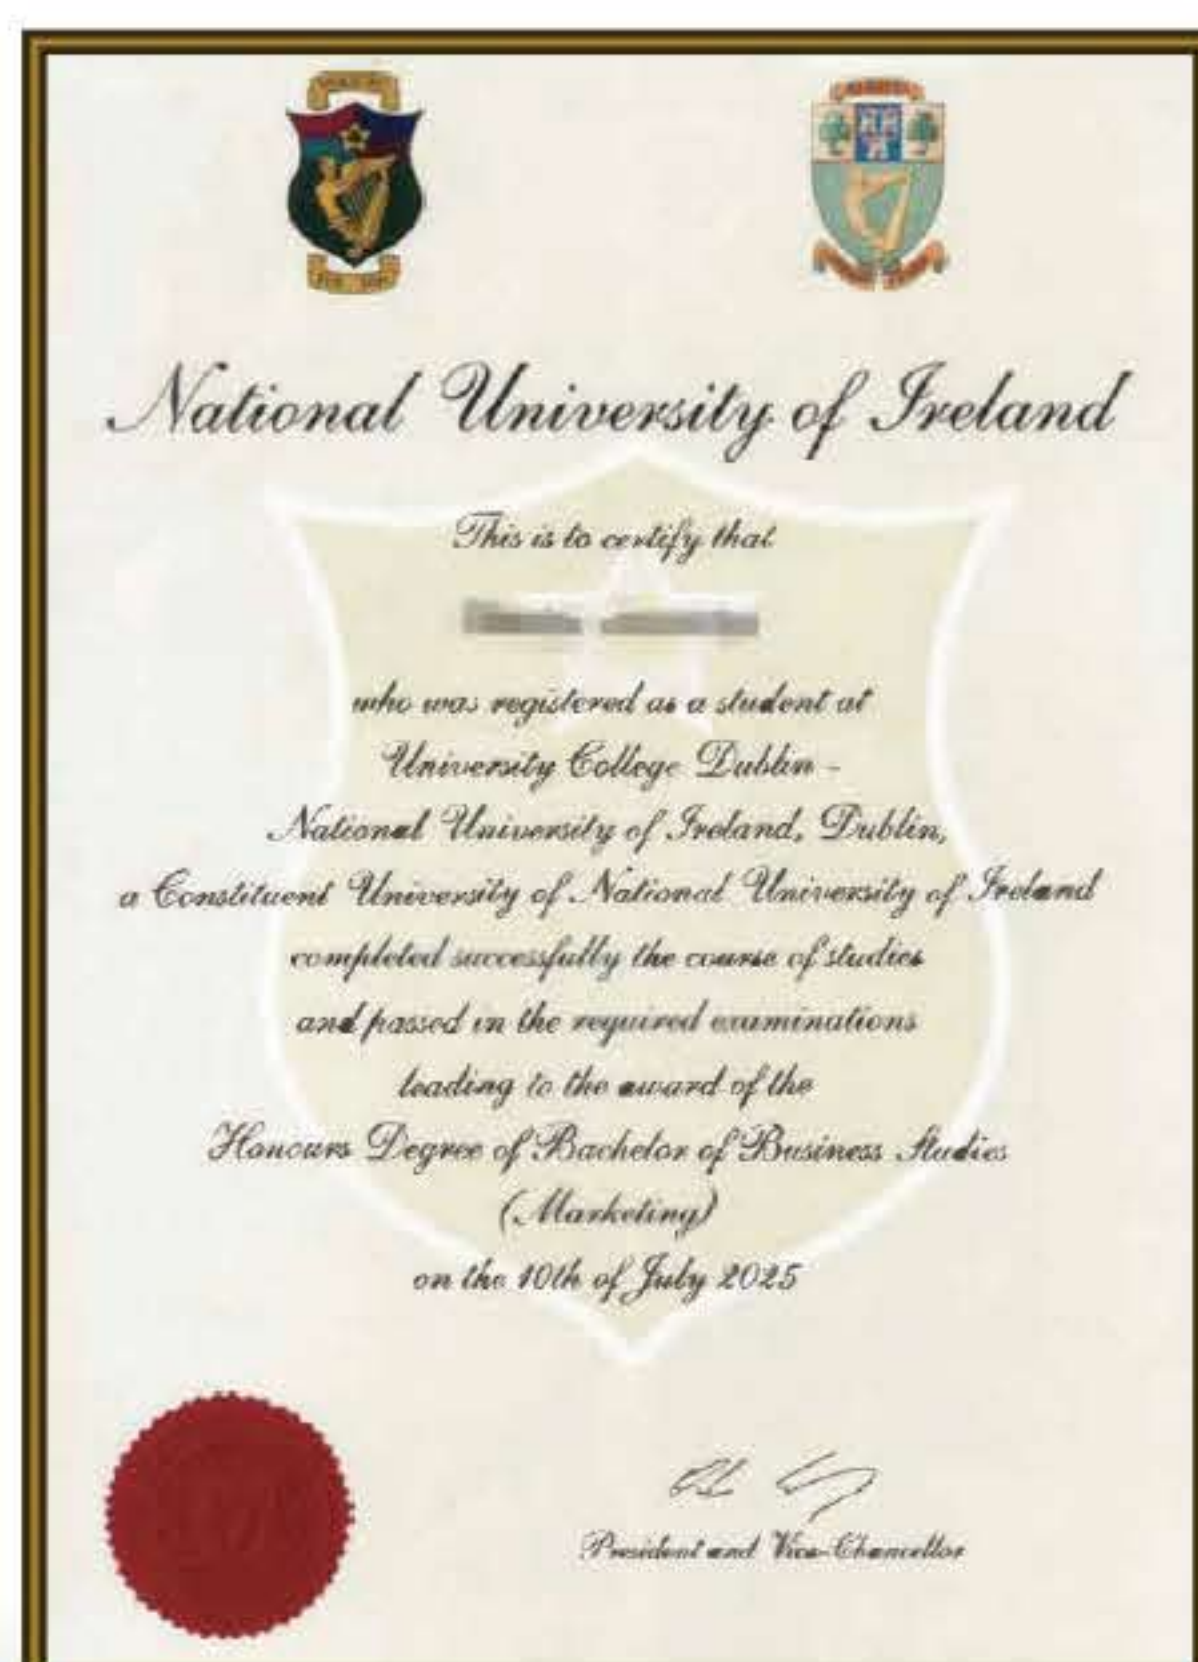 National University of Ireland
This is to certify that
who was registered as a student at
University College Dublin -
National University of Ireland, Dublin,
a Constituent University of National University of Ireland
completed successfully the course of studies
and passed in the required examinations
leading to the award of the
Honours Degree of Bachelor of Business Studies
(Marketing)
on the 10th of July 2025
President and Vice-Chancellor